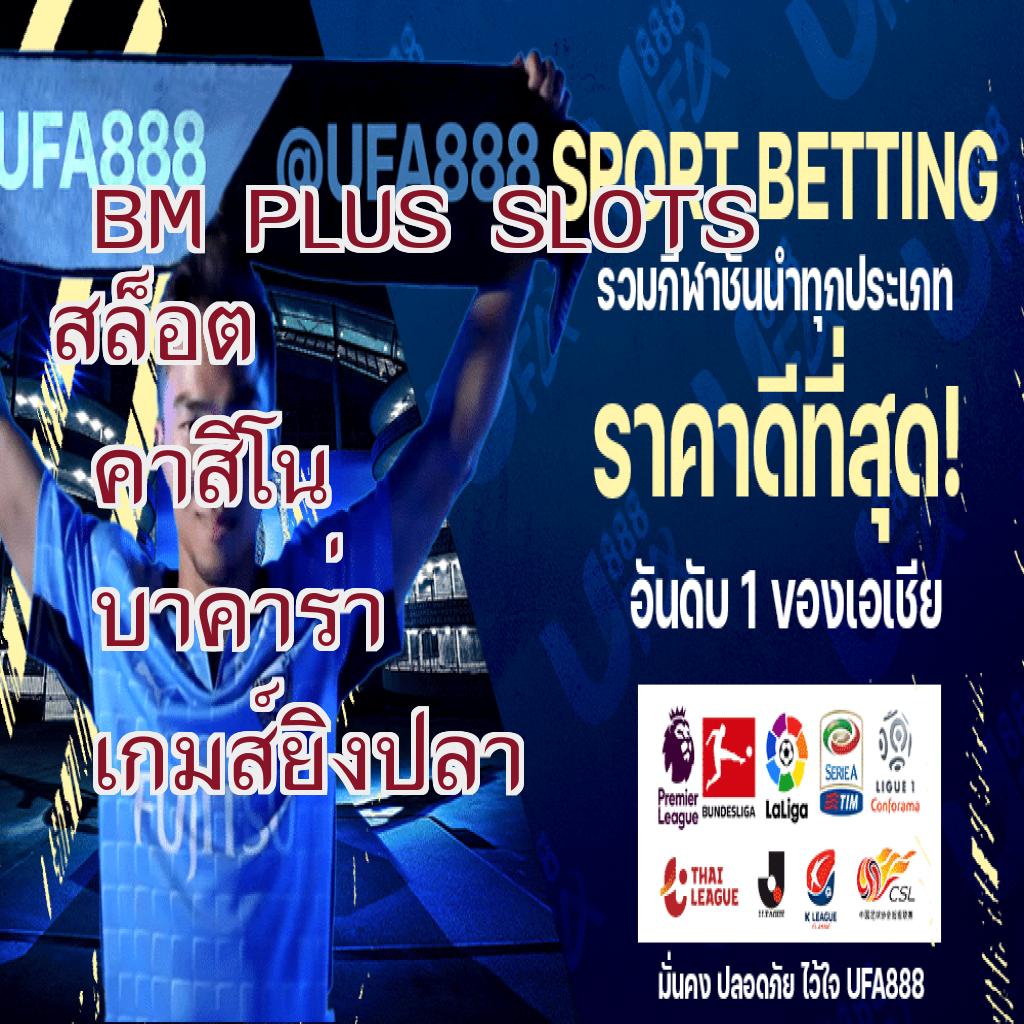 UFA888
@UFA888
SPORT BETTING
BM PLUS SLOTS
รวมกีฬาชั้นนำทุกประเภท
สล็อต
ราคาดีที่สุด!
คาสิโน
อันดับ 1 ของเอเชีย
บาคาร่า
เกมส์ยิงปลา
FUJITSU
Premier
League
BUNDESLIGA
LaLiga
SERIE A
TIM
LIGUE 1
Conforama
THAI
LEAGUE
J.LEAGUE
K LEAGUE
CSL
มั่นคง ปลอดภัย ไว้ใจ UFA888